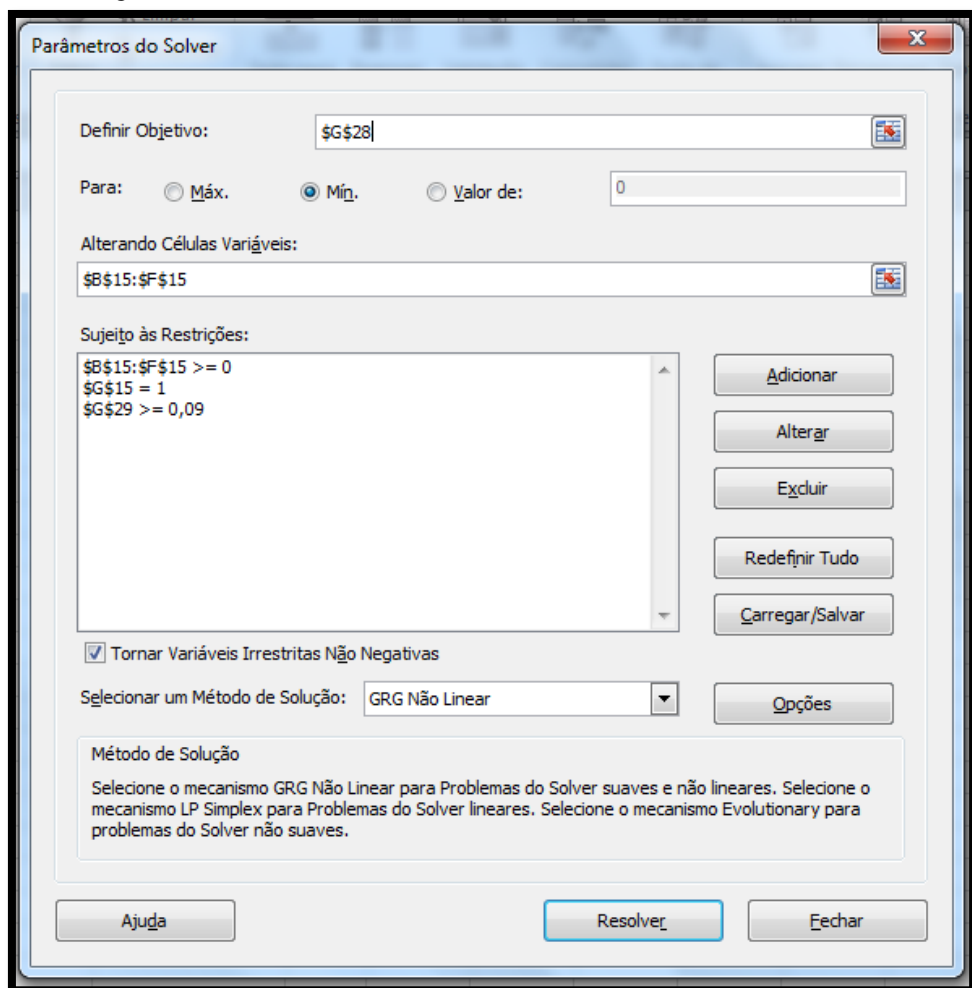 Parâmetros do Solver
Definir Objetivo: $G$28
Para: Máx. Mín. Valor de: 0
Alterando Células Variáveis:
$B$15:$F$15
Sujeito às Restrições:
$B$15:$F$15 >= 0
$G$15 = 1
$G$29 >= 0,09
Adicionar
Alterar
Excluir
Redefinir Tudo
Carregar/Salvar
Tornar Variáveis Irrestritas Não Negativas
Selecionar um Método de Solução: GRG Não Linear
Opções
Método de Solução
Selecione o mecanismo GRG Não Linear para Problemas do Solver suaves e não lineares. Selecione o
mecanismo LP Simplex para Problemas do Solver lineares. Selecione o mecanismo Evolutionary para
problemas do Solver não suaves.
Ajuda Resolver Fechar